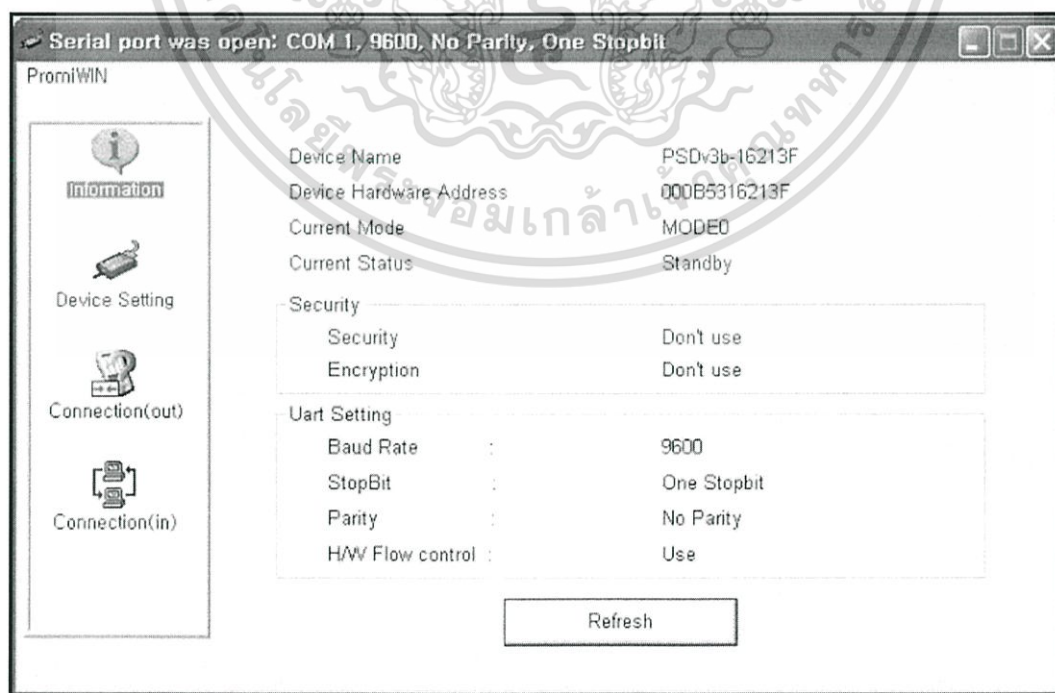 Serial port was open: COM 1, 9600, No Parity, One Stopbit
PromiWIN
Information
Device Setting
Connection(out)
Connection(in)
Device Name PSDv3b-16213F
Device Hardware Address 000B5316213F
Current Mode MODE0
Current Status Standby
Security
Security Don't use
Encryption Don't use
Uart Setting
Baud Rate : 9600
StopBit : One Stopbit
Parity : No Parity
H/W Flow control : Use
Refresh